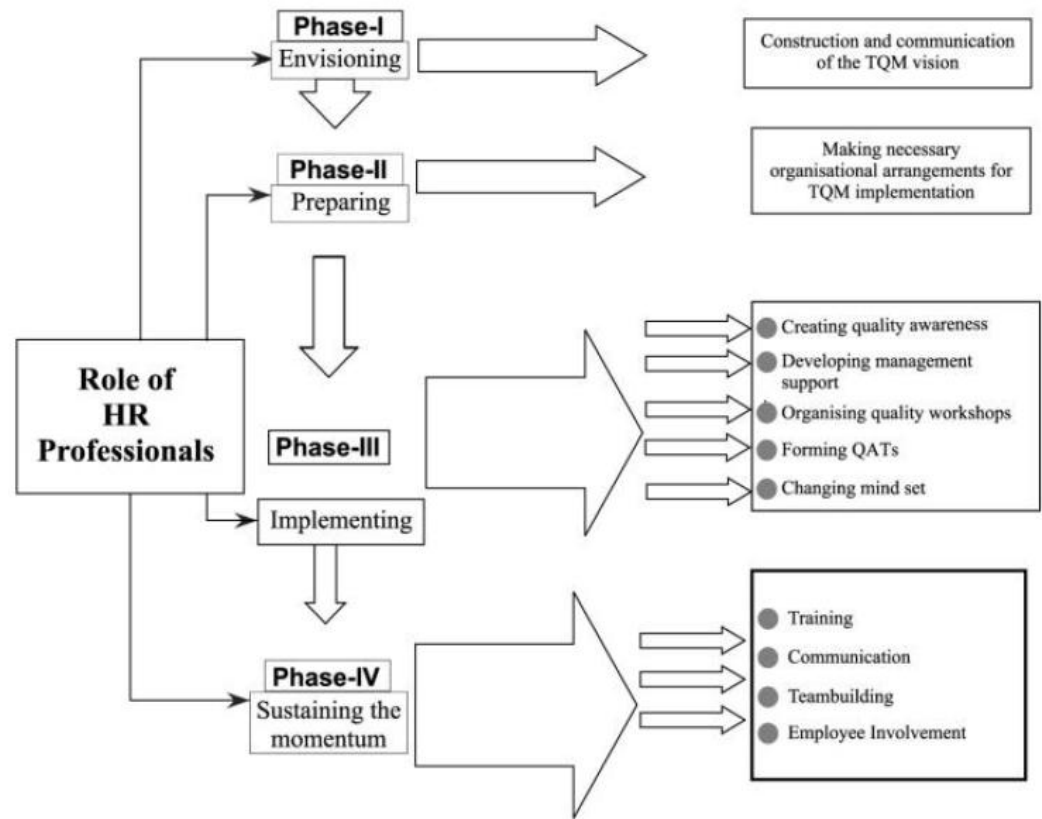 Phase-I
Envisioning
Construction and communication
of the TQM vision
Phase-II
Preparing
Making necessary
organisational arrangements for
TQM implementation
Role of
HR
Professionals
Phase-III
Implementing
Creating quality awareness
Developing management
support
Organising quality workshops
Forming QATs
Changing mind set
Phase-IV
Sustaining the
momentum
Training
Communication
Teambuilding
Employee Involvement